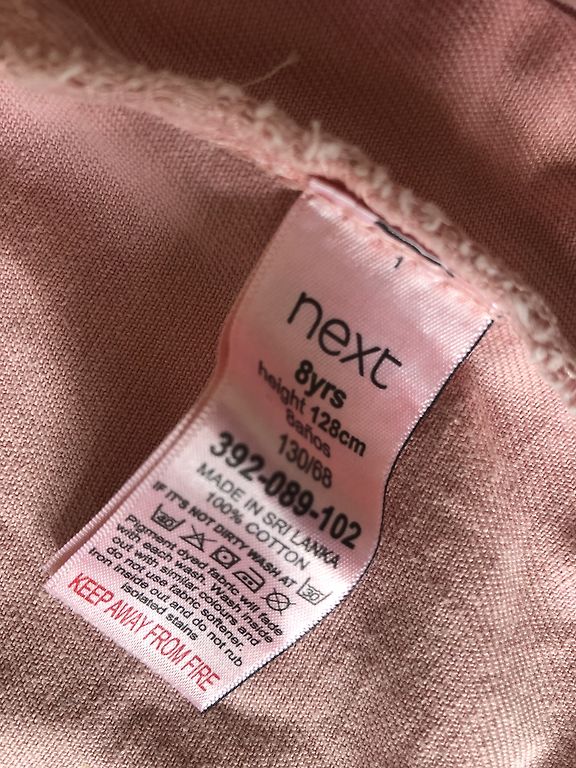 1
next
8yrs
height 128cm
8años
130/68
392-089-102
MADE IN SRI LANKA
100% COTTON
IF IT'S NOT DIRTY WASH AT 30
30
Pigment dyed fabric will fade
with each wash. Wash inside
out with similar colours and
do not use fabric softener.
Iron inside out and do not rub
isolated stains
KEEP AWAY FROM FIRE